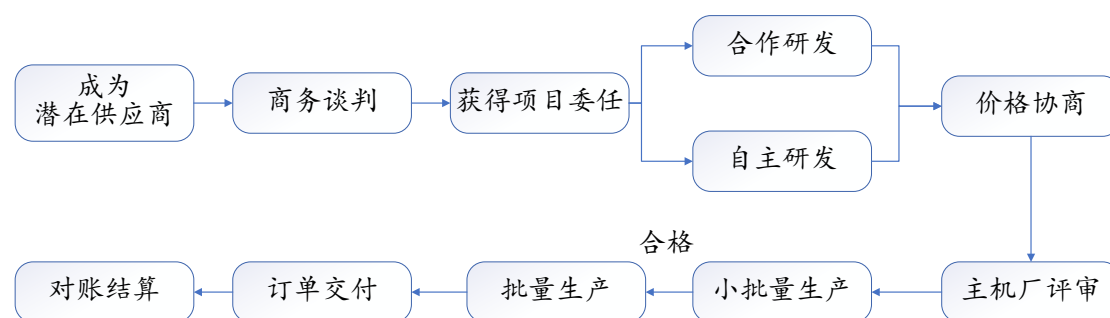 成为
潜在供应商
商务谈判
获得项目委任
合作研发
自主研发
价格协商
主机厂评审
小批量生产
合格
批量生产
订单交付
对账结算